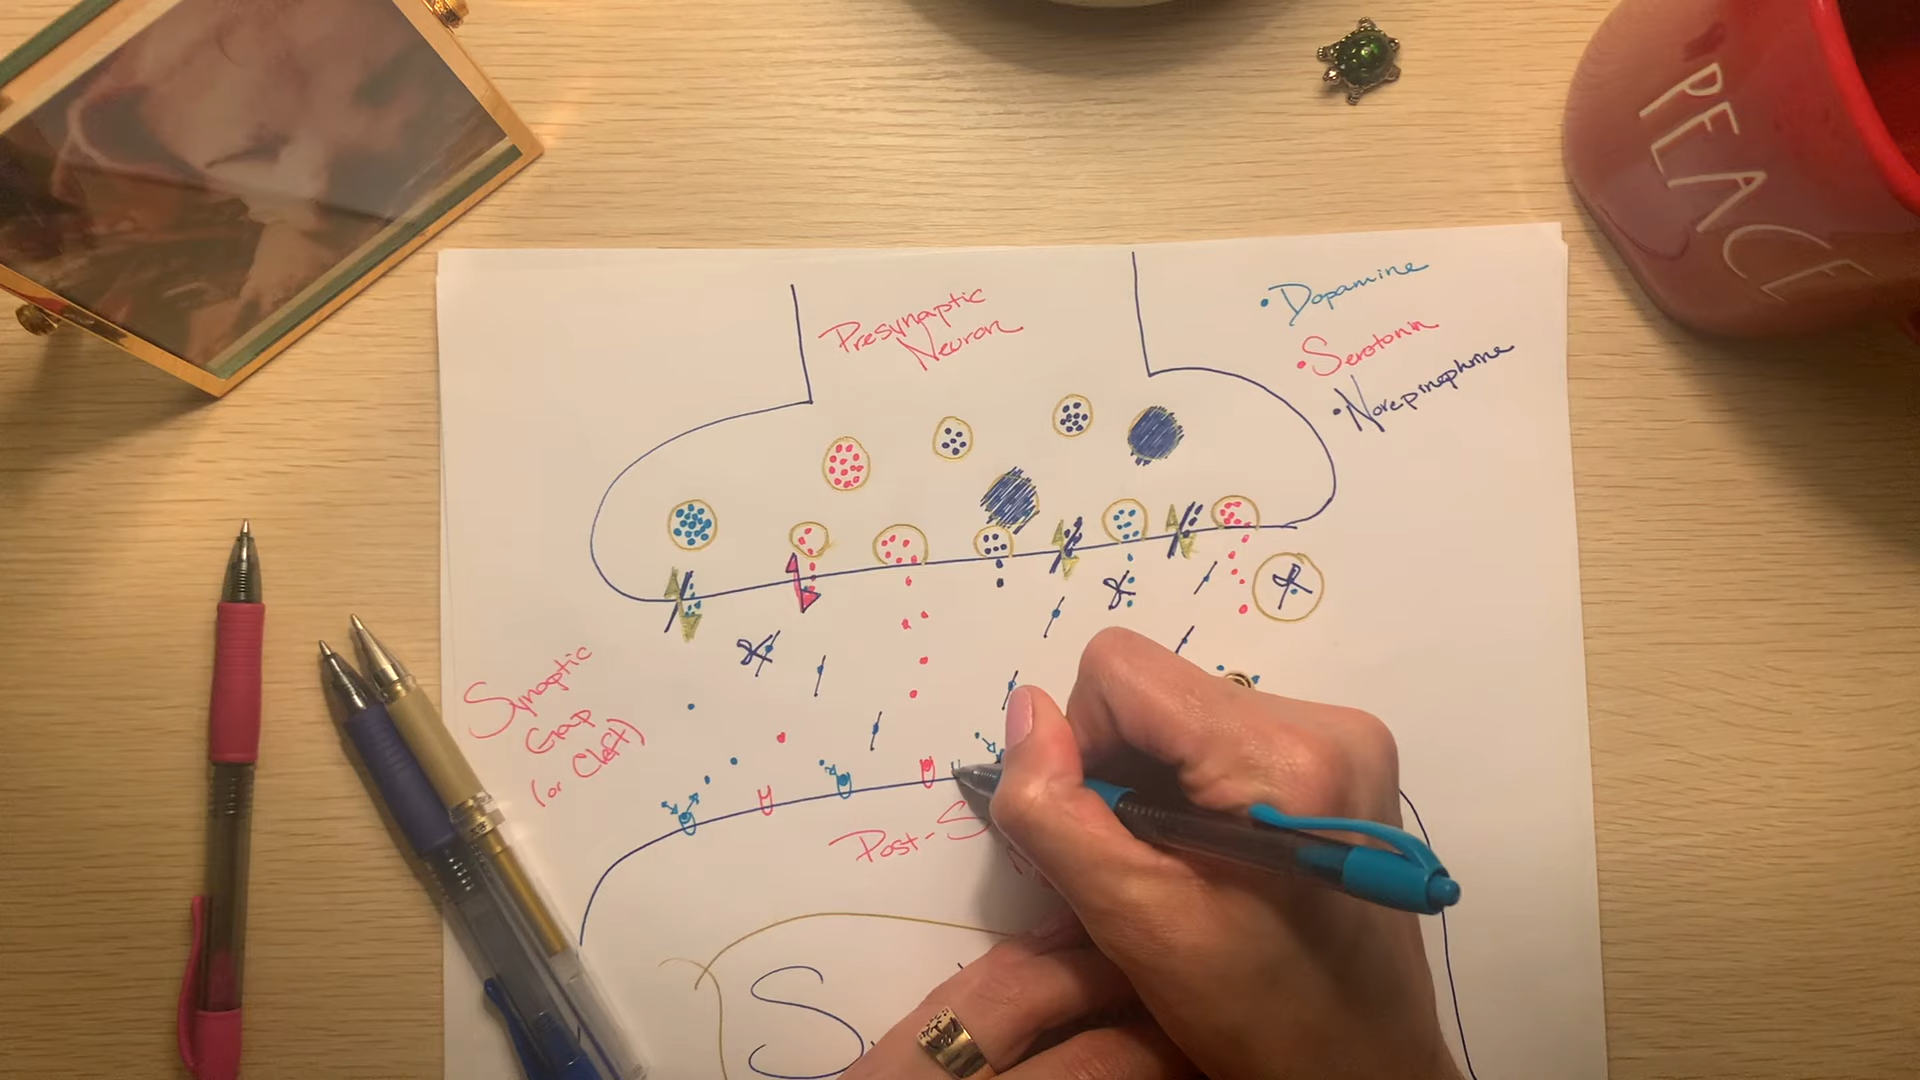 PEACE
• Dopamine
• Serotonin
• Norepinephrine
Presynaptic
Neuron
Synaptic
Gap
(or Cleft)
Post-S
S